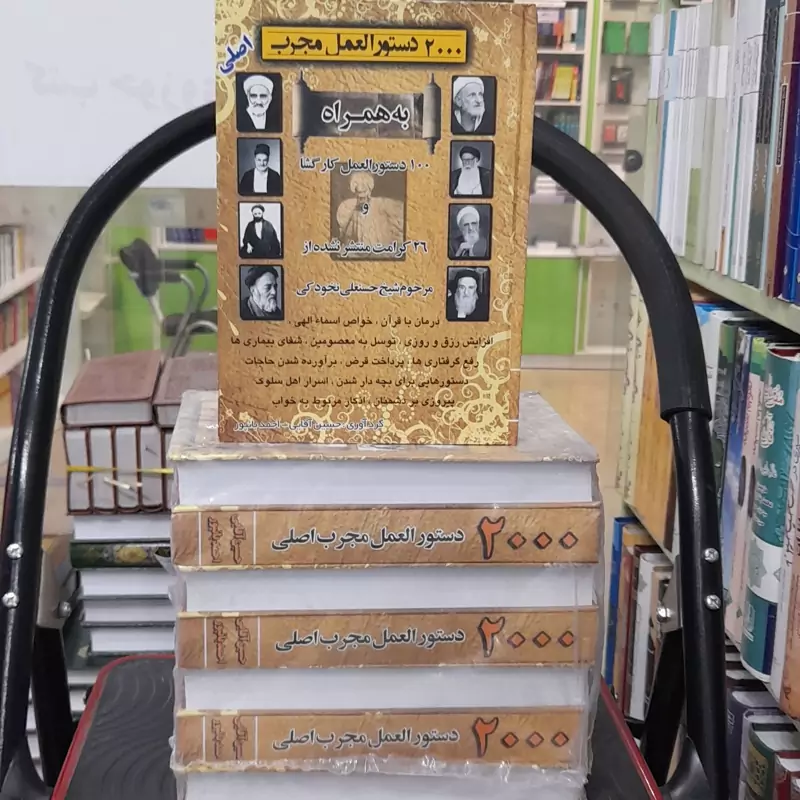 ۲۰۰۰ دستورالعمل مجرب
اصلی
به همراه
۱۰۰ دستورالعمل کارگشا
و
۲۶ کرامت منتشر نشده از
مرحوم شیخ حسنعلی نخودکی
درمان با قرآن ، خواص اسماء الهی ،
افزایش رزق و روزی ، توسل به معصومین ، شفای بیماری ها
رفع گرفتاری ها ، پرداخت قرض ، برآورده شدن حاجات
دستورهایی برای بچه دار شدن ، اسرار اهل سلوک
پیروزی بر دشمنان ، اذکار مربوط به خواب
گردآوری : حسین آقایی -
۲۰۰۰ دستورالعمل مجرب اصلی
۲۰۰۰ دستورالعمل مجرب اصلی
۲۰۰۰ دستورالعمل مجرب اصلی